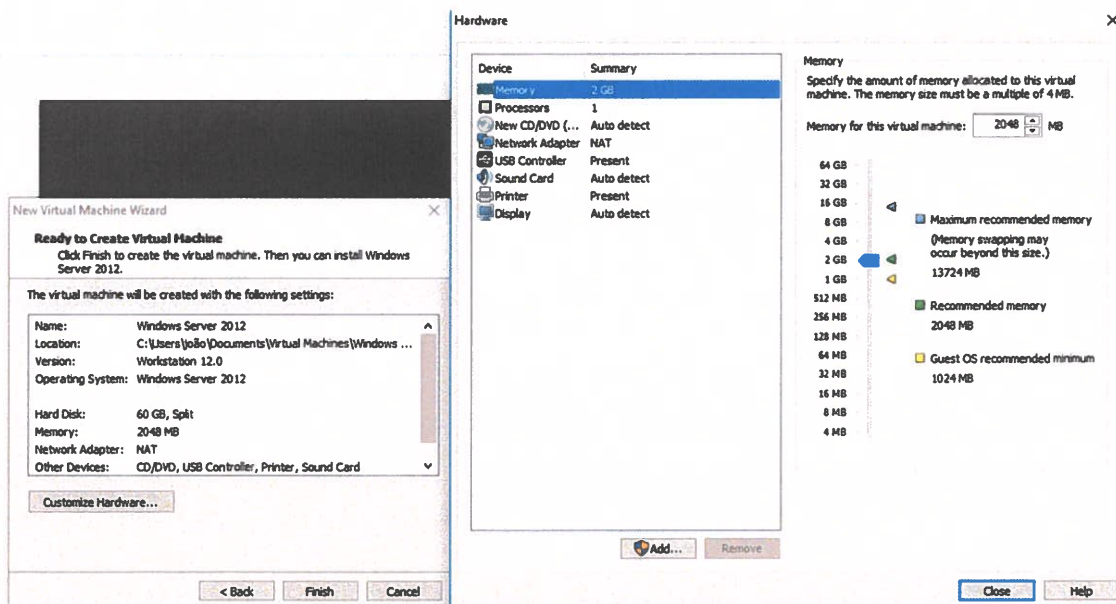 New Virtual Machine Wizard
Ready to Create Virtual Machine
Click Finish to create the virtual machine. Then you can install Windows
Server 2012.
The virtual machine will be created with the following settings:
Name: Windows Server 2012
Location: C:\Users\joão\Documents\Virtual Machines\Windows ...
Version: Workstation 12.0
Operating System: Windows Server 2012
Hard Disk: 60 GB, Split
Memory: 2048 MB
Network Adapter: NAT
Other Devices: CD/DVD, USB Controller, Printer, Sound Card
Customize Hardware...
< Back Finish Cancel
Hardware
Device Summary
Memory 2 GB
Processors 1
New CD/DVD (... Auto detect
Network Adapter NAT
USB Controller Present
Sound Card Auto detect
Printer Present
Display Auto detect
Add... Remove
Memory
Specify the amount of memory allocated to this virtual
machine. The memory size must be a multiple of 4 MB.
Memory for this virtual machine: 2048 MB
64 GB
32 GB
16 GB
8 GB
4 GB
2 GB
1 GB
512 MB
256 MB
128 MB
64 MB
32 MB
16 MB
8 MB
4 MB
Maximum recommended memory
(Memory swapping may
occur beyond this size.)
13724 MB
Recommended memory
2048 MB
Guest OS recommended minimum
1024 MB
Close Help